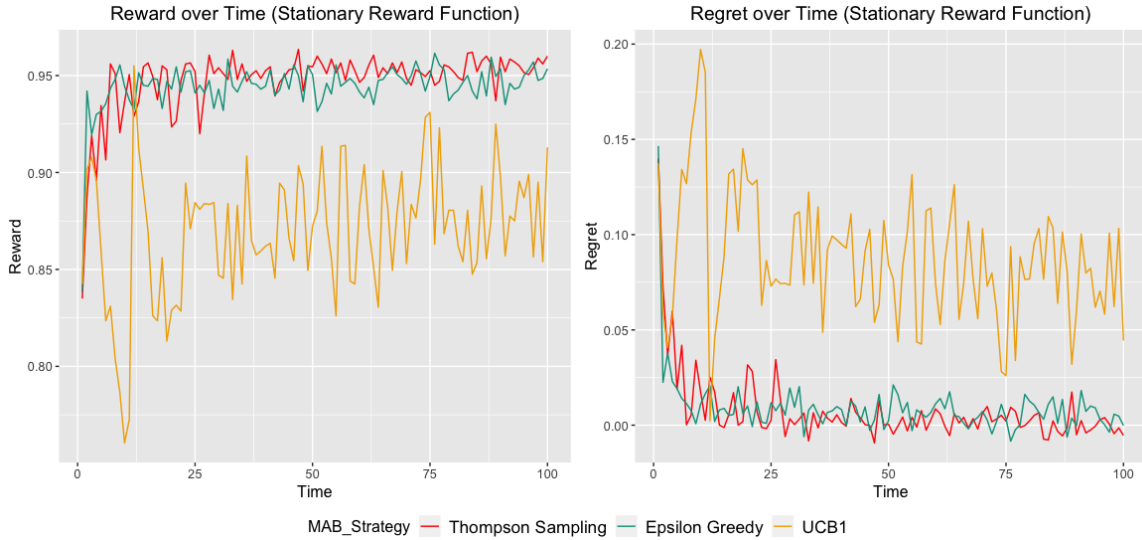 Reward over Time (Stationary Reward Function)
Reward
0.95
0.90
0.85
0.80
0
25
50
75
100
Time
Regret over Time (Stationary Reward Function)
Regret
0.20
0.15
0.10
0.05
0.00
0
25
50
75
100
Time
MAB_Strategy Thompson Sampling Epsilon Greedy UCB1